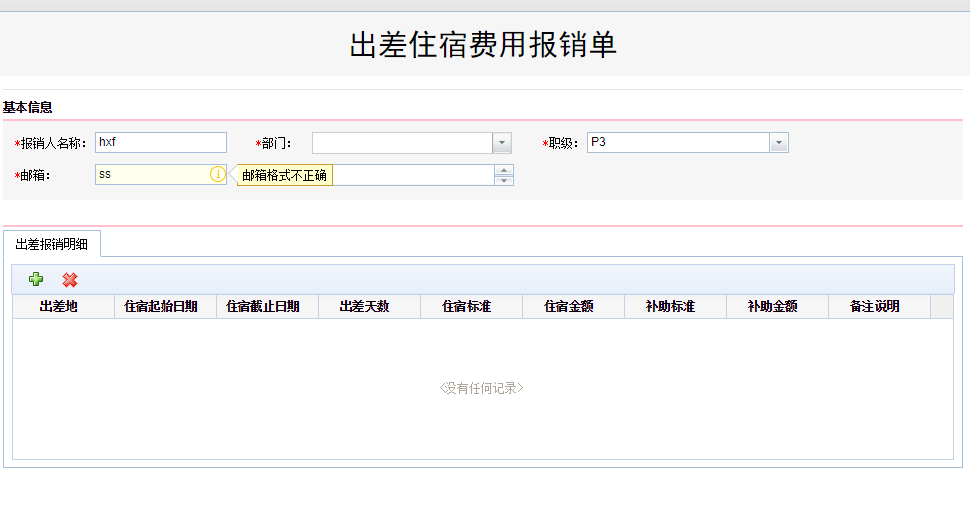 出差住宿费用报销单
基本信息
*报销人名称: hxf *部门: *职级: P3
*邮箱: ss 邮箱格式不正确
出差报销明细
出差地 住宿起始日期 住宿截止日期 出差天数 住宿标准 住宿金额 补助标准 补助金额 备注说明
<没有任何记录>